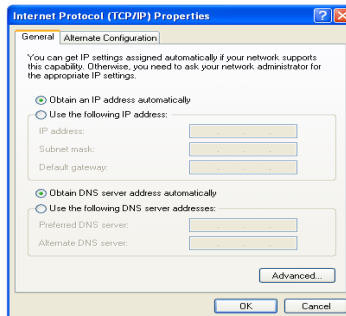 Internet Protocol (TCP/IP) Properties
General Alternate Configuration
You can get IP settings assigned automatically if your network supports
this capability. Otherwise, you need to ask your network administrator for
the appropriate IP settings.
Obtain an IP address automatically
Use the following IP address:
IP address:
Subnet mask:
Default gateway:
Obtain DNS server address automatically
Use the following DNS server addresses:
Preferred DNS server:
Alternate DNS server:
Advanced...
OK Cancel